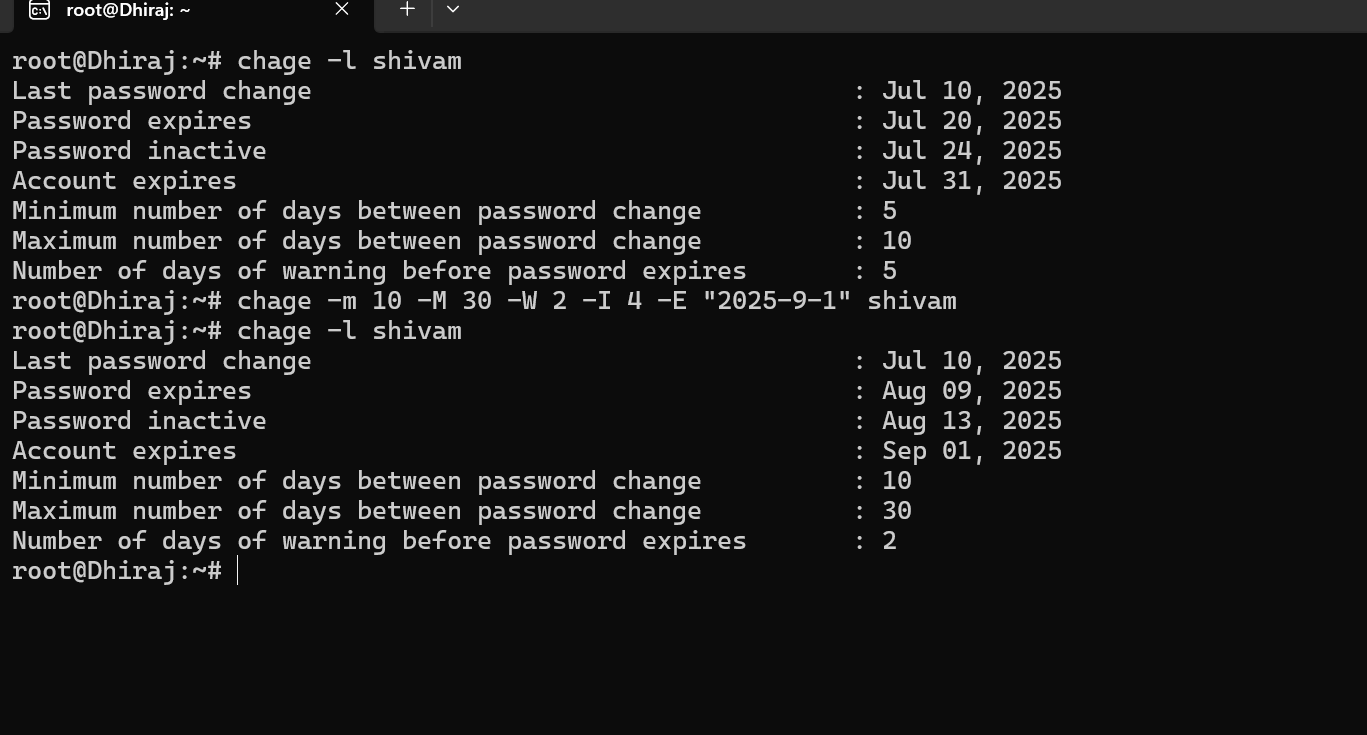 root@Dhiraj: ~
root@Dhiraj:~# chage -l shivam
Last password change : Jul 10, 2025
Password expires : Jul 20, 2025
Password inactive : Jul 24, 2025
Account expires : Jul 31, 2025
Minimum number of days between password change : 5
Maximum number of days between password change : 10
Number of days of warning before password expires : 5
root@Dhiraj:~# chage -m 10 -M 30 -W 2 -I 4 -E "2025-9-1" shivam
root@Dhiraj:~# chage -l shivam
Last password change : Jul 10, 2025
Password expires : Aug 09, 2025
Password inactive : Aug 13, 2025
Account expires : Sep 01, 2025
Minimum number of days between password change : 10
Maximum number of days between password change : 30
Number of days of warning before password expires : 2
root@Dhiraj:~#